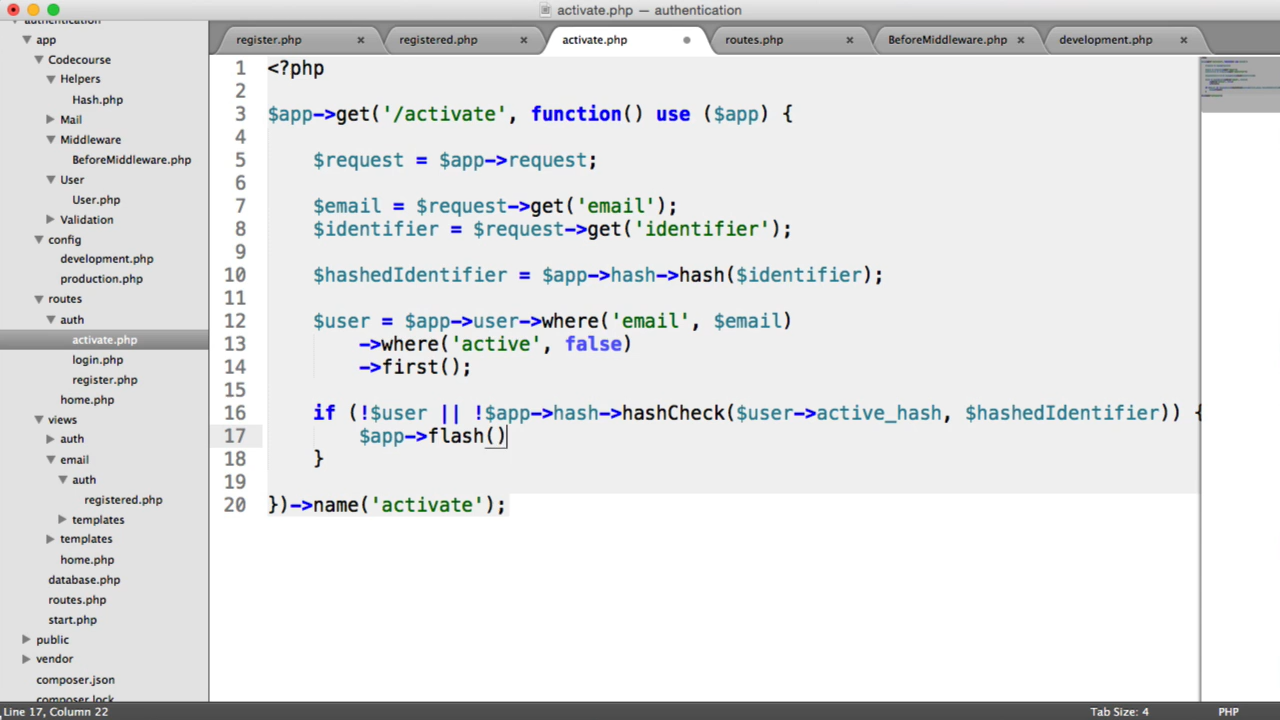 activate.php — authentication
authentication
app
Codecourse
Helpers
Hash.php
Mail
Middleware
BeforeMiddleware.php
User
User.php
Validation
config
development.php
production.php
routes
auth
activate.php
login.php
register.php
home.php
views
auth
email
auth
registered.php
templates
templates
home.php
database.php
routes.php
start.php
public
vendor
composer.json
composer.lock
register.php × registered.php × activate.php routes.php × BeforeMiddleware.php × development.php ×
1 <?php
2
3 $app->get('/activate', function() use ($app) {
4
5 $request = $app->request;
6
7 $email = $request->get('email');
8 $identifier = $request->get('identifier');
9
10 $hashedIdentifier = $app->hash->hash($identifier);
11
12 $user = $app->user->where('email', $email)
13 ->where('active', false)
14 ->first();
15
16 if (!$user || !$app->hash->hashCheck($user->active_hash, $hashedIdentifier)) {
17 $app->flash()
18 }
19
20 })->name('activate');
Line 17, Column 22
Tab Size: 4
PHP